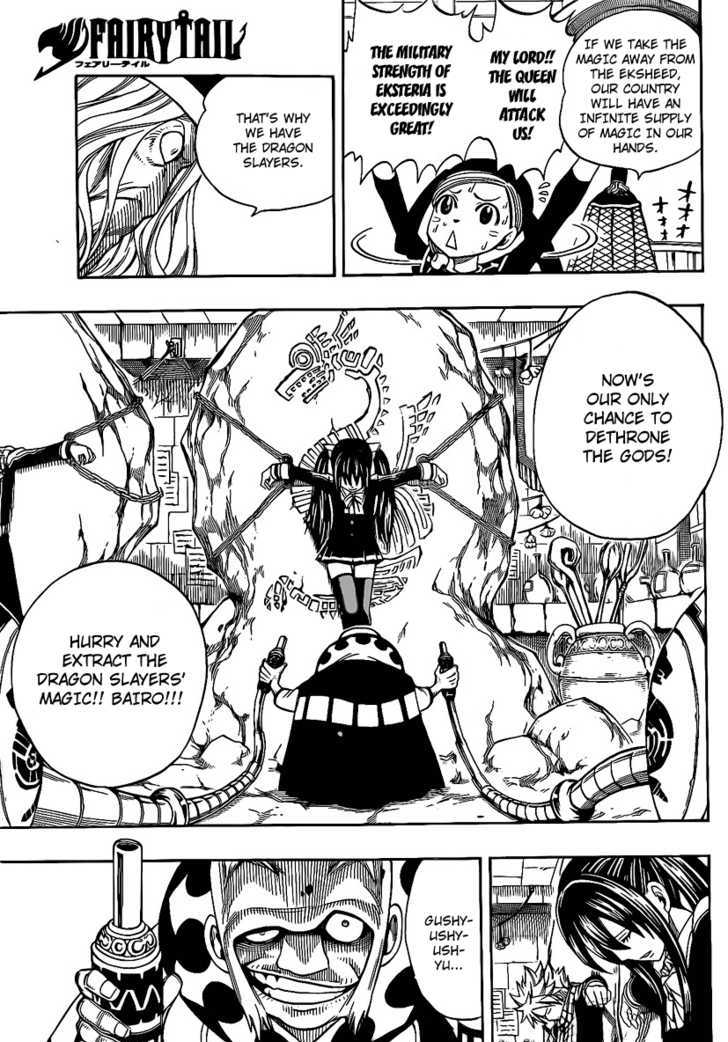 FAIRY TAIL
フェアリーテイル
IF WE TAKE THE
MAGIC AWAY FROM
THE EKSHEED,
OUR COUNTRY
WILL HAVE AN
INFINITE SUPPLY
OF MAGIC IN OUR
HANDS.
MY LORD!!
THE QUEEN
WILL
ATTACK
US!
THE MILITARY
STRENGTH OF
EKSTERIA IS
EXCEEDINGLY
GREAT!
THAT'S WHY
WE HAVE
THE DRAGON
SLAYERS.
NOW'S
OUR ONLY
CHANCE TO
DETHRONE
THE GODS!
HURRY AND
EXTRACT THE
DRAGON SLAYERS'
MAGIC!! BAIRO!!!
GUSHY-
USHY-
USH-
YU...